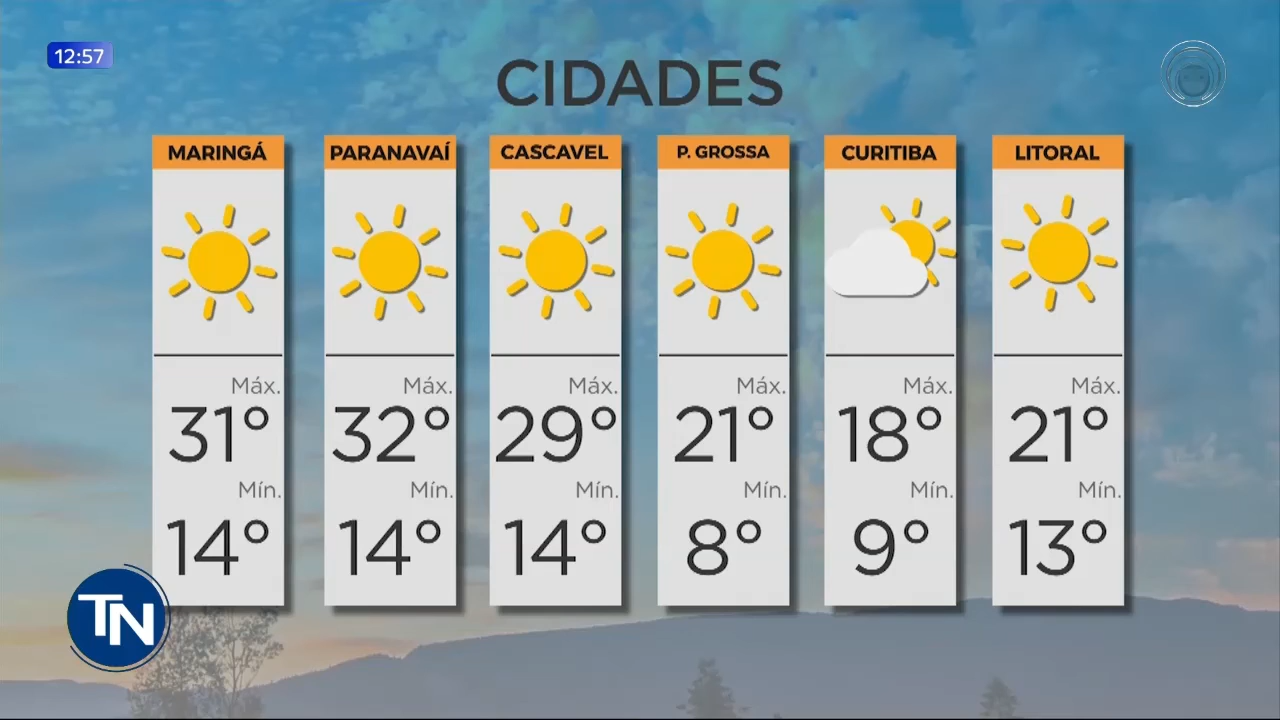 12:57
CIDADES
MARINGÁ
Máx.
31°
Mín.
14°
PARANAVAÍ
Máx.
32°
Mín.
14°
CASCAVEL
Máx.
29°
Mín.
14°
P. GROSSA
Máx.
21°
Mín.
8°
CURITIBA
Máx.
18°
Mín.
9°
LITORAL
Máx.
21°
Mín.
13°
TN